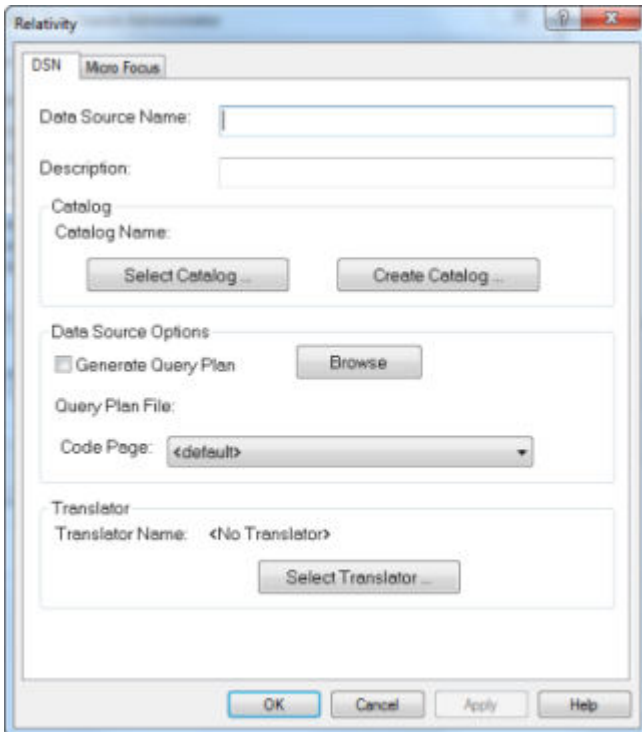 Relativity
DSN
Micro Focus
Data Source Name:
Description:
Catalog
Catalog Name:
Select Catalog ...
Create Catalog ...
Data Source Options
Generate Query Plan
Browse
Query Plan File:
Code Page:
<default>
Translator
Translator Name:
<No Translator>
Select Translator ...
OK
Cancel
Apply
Help